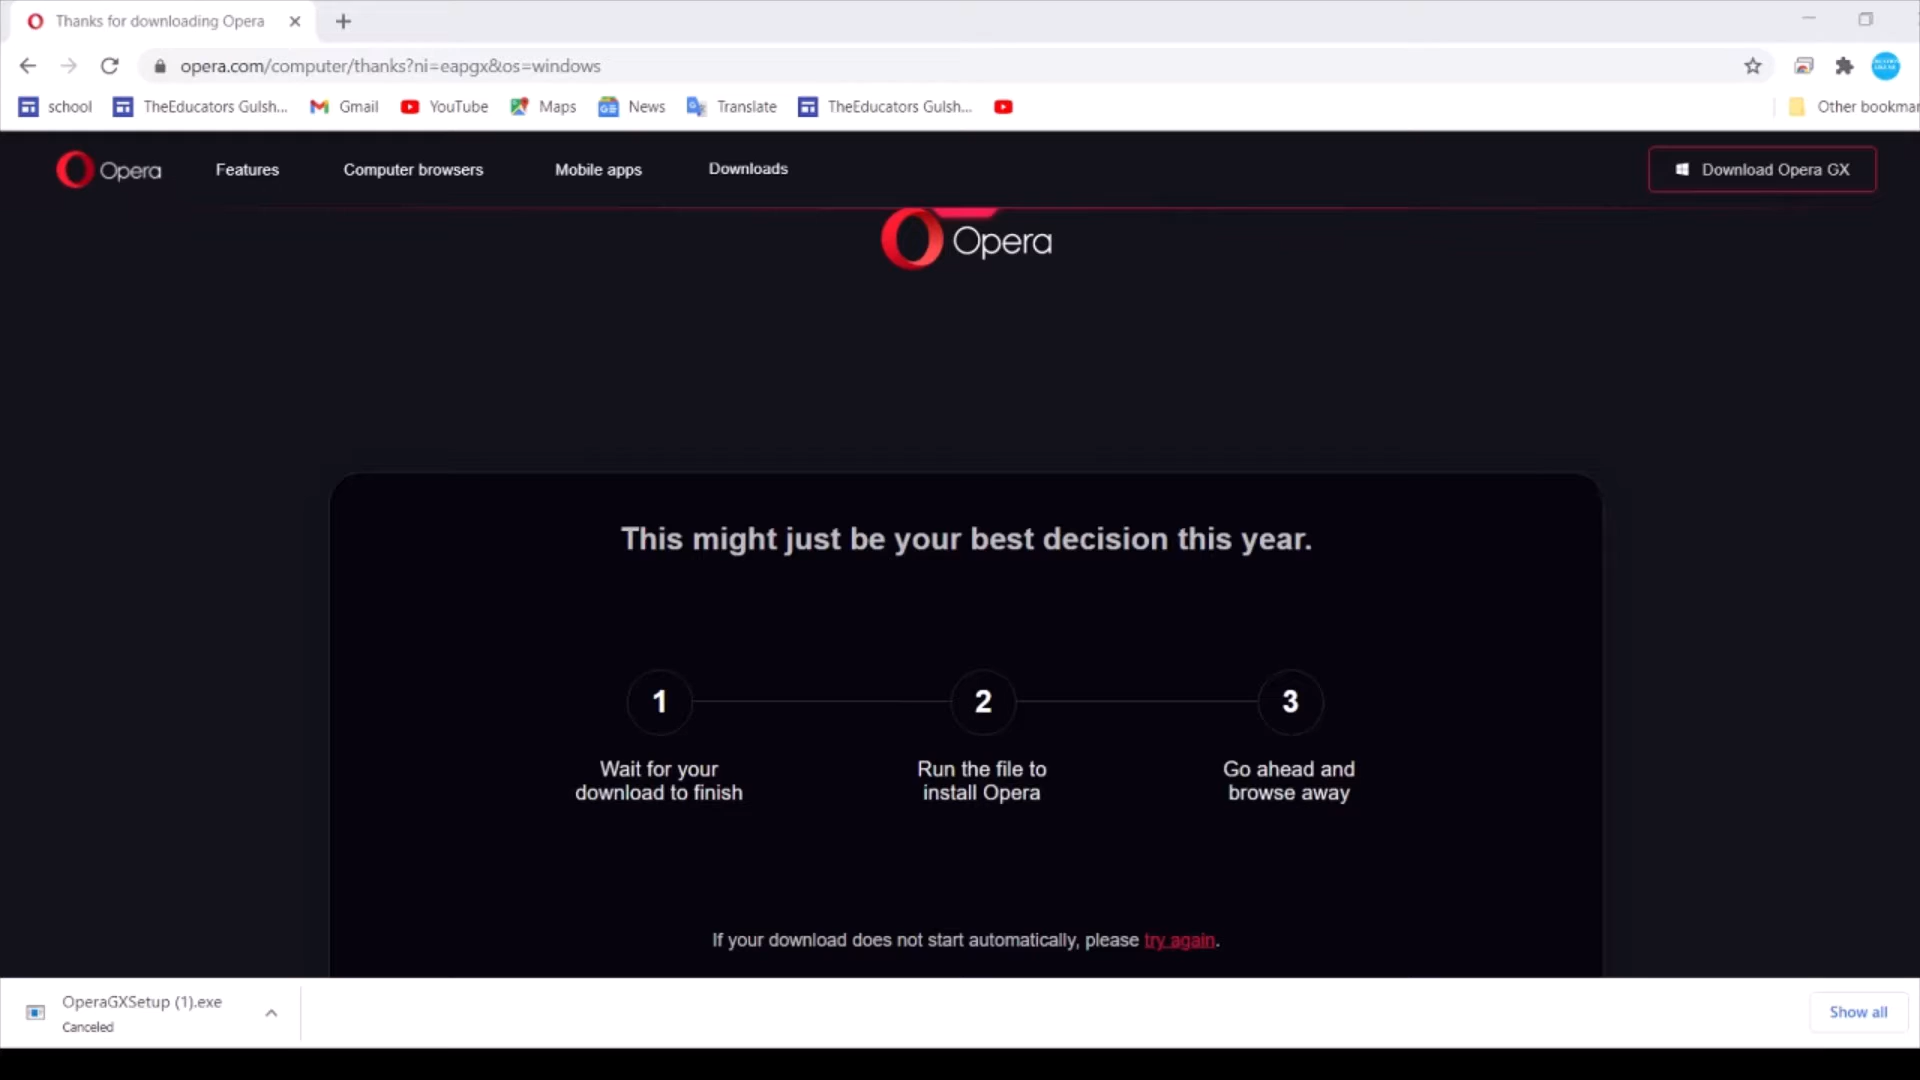 Thanks for downloading Opera
opera.com/computer/thanks?ni=eapgx&os=windows
school TheEducators Gulsh... Gmail YouTube Maps News Translate TheEducators Gulsh... Other bookmar
Opera Features Computer browsers Mobile apps Downloads Download Opera GX
Opera
This might just be your best decision this year.
1 2 3
Wait for your
download to finish
Run the file to
install Opera
Go ahead and
browse away
If your download does not start automatically, please try again.
OperaGXSetup (1).exe
Canceled
Show all